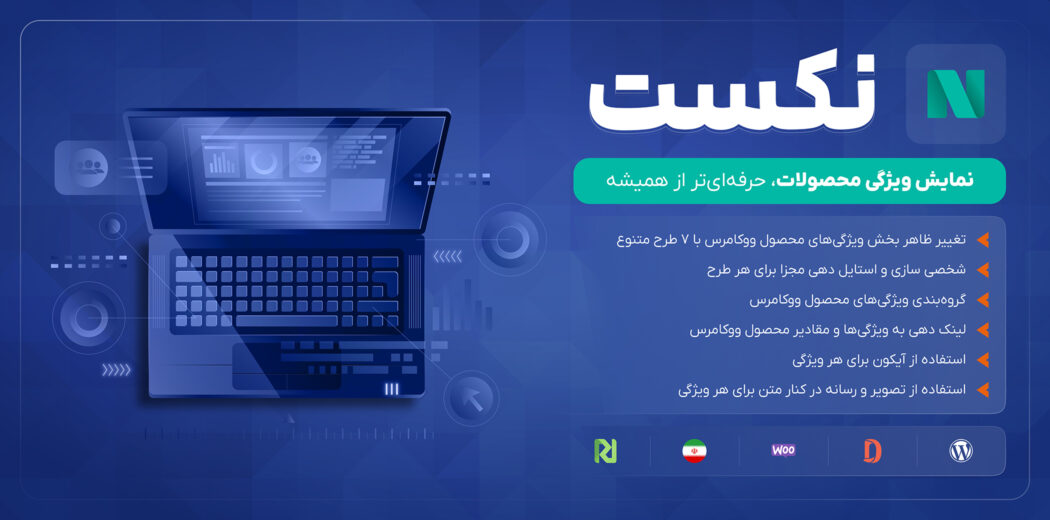 نکست
نمایش ویژگی محصولات، حرفه‌ای‌تر از همیشه
تغییر ظاهر بخش ویژگی‌های محصول ووکامرس با ۷ طرح متنوع
شخصی سازی و استایل دهی مجزا برای هر طرح
گروه‌بندی ویژگی‌های محصول ووکامرس
لینک دهی به ویژگی‌ها و مقادیر محصول ووکامرس
استفاده از آیکون برای هر ویژگی
استفاده از تصویر و رسانه در کنار متن برای هر ویژگی
Woo